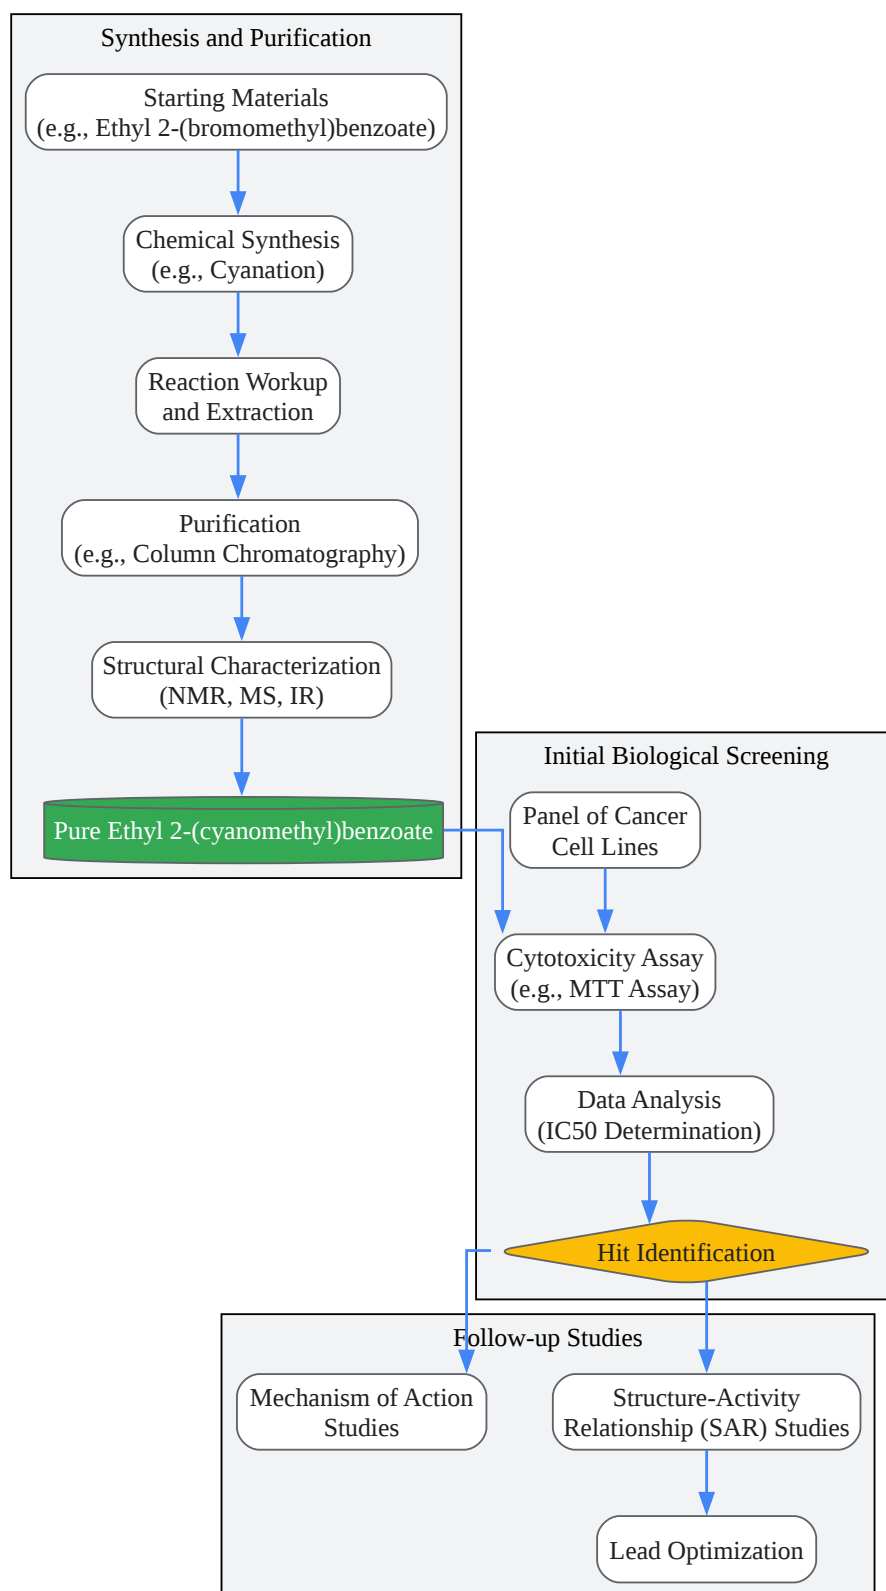 Synthesis and Purification
Starting Materials
(e.g., Ethyl 2-(bromomethyl)benzoate)
Chemical Synthesis
(e.g., Cyanation)
Reaction Workup
and Extraction
Purification
(e.g., Column Chromatography)
Structural Characterization
(NMR, MS, IR)
Pure Ethyl 2-(cyanomethyl)benzoate
Initial Biological Screening
Panel of Cancer
Cell Lines
Cytotoxicity Assay
(e.g., MTT Assay)
Data Analysis
(IC50 Determination)
Hit Identification
Follow-up Studies
Mechanism of Action
Studies
Structure-Activity
Relationship (SAR) Studies
Lead Optimization